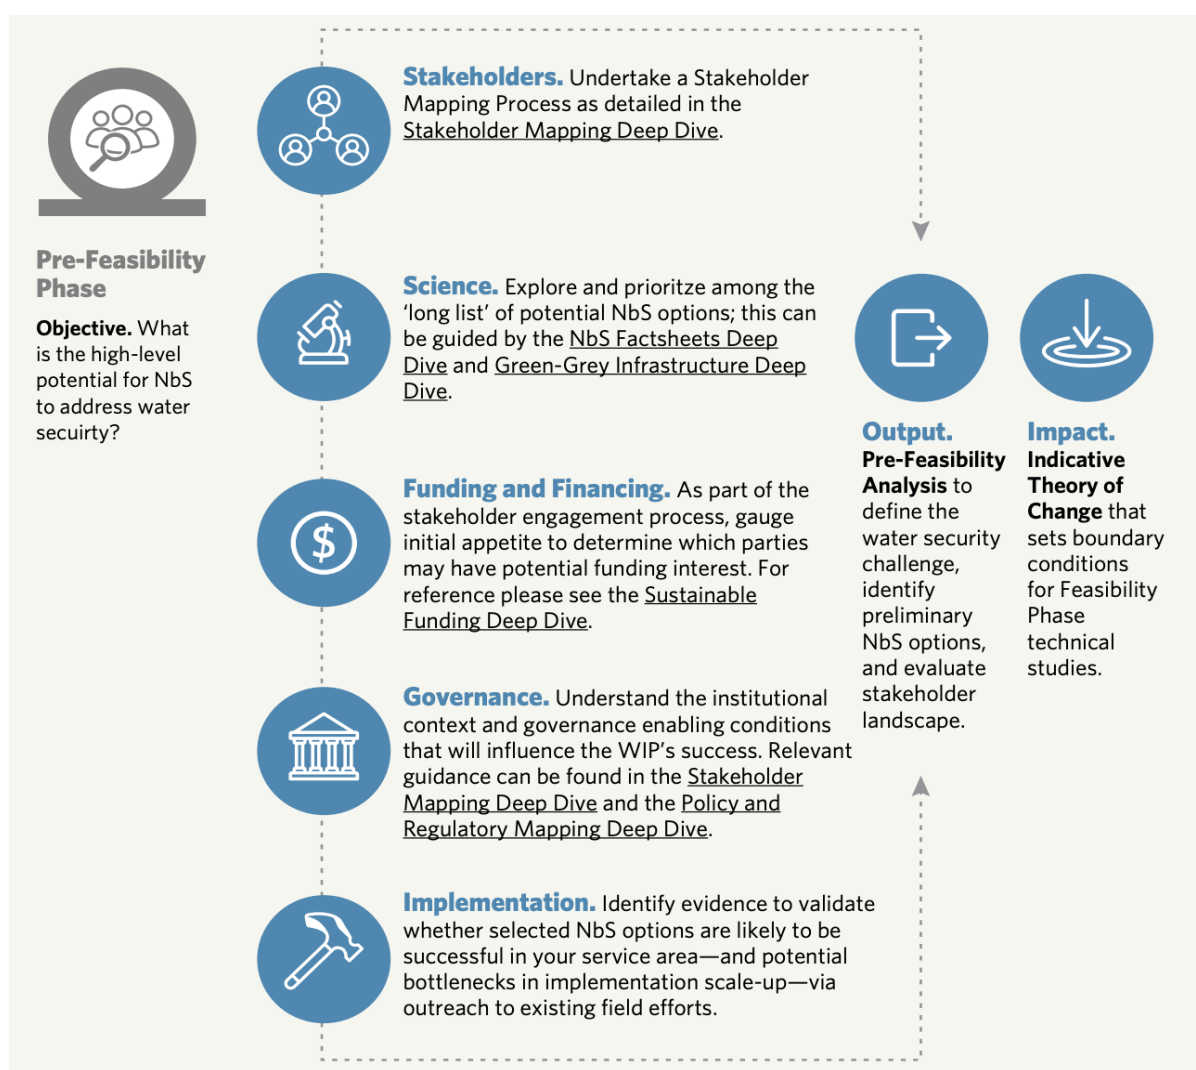 Pre-Feasibility
Phase
Objective. What
is the high-level
potential for NbS
to address water
secuirty?
Stakeholders. Undertake a Stakeholder
Mapping Process as detailed in the
Stakeholder Mapping Deep Dive.
Science. Explore and prioritze among the
‘long list’ of potential NbS options; this can
be guided by the NbS Factsheets Deep
Dive and Green-Grey Infrastructure Deep
Dive.
Funding and Financing. As part of the
stakeholder engagement process, gauge
initial appetite to determine which parties
may have potential funding interest. For
reference please see the Sustainable
Funding Deep Dive.
Governance. Understand the institutional
context and governance enabling conditions
that will influence the WIP’s success. Relevant
guidance can be found in the Stakeholder
Mapping Deep Dive and the Policy and
Regulatory Mapping Deep Dive.
Implementation. Identify evidence to validate
whether selected NbS options are likely to be
successful in your service area—and potential
bottlenecks in implementation scale-up—via
outreach to existing field efforts.
$
Output.
Pre-Feasibility
Analysis to
define the
water security
challenge,
identify
preliminary
NbS options,
and evaluate
stakeholder
landscape.
Impact.
Indicative
Theory of
Change that
sets boundary
conditions
for Feasibility
Phase
technical
studies.